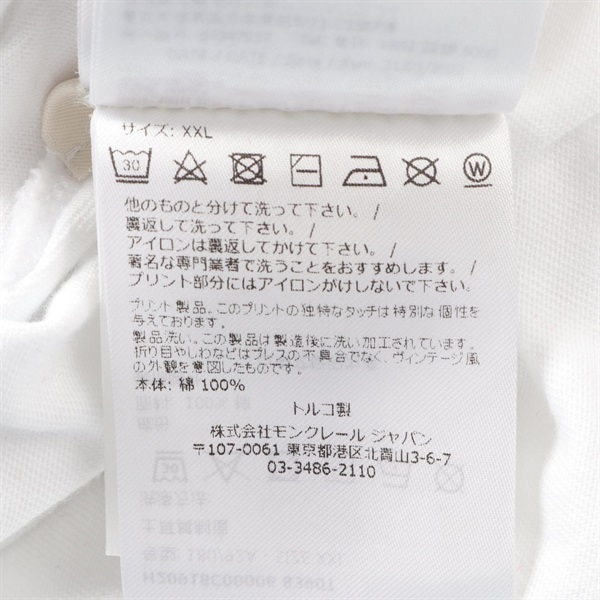 サイズ: XXL
30
W
他のものと分けて洗って下さい。/
裏返して洗って下さい。/
アイロンは裏返してかけて下さい。/
著名な専門業者で洗うことをおすすめします。/
プリント部分にはアイロンがけしないで下さい。
プリント製品。このプリントの独特なタッチは特別な個性を
与えております。
製品洗い。この製品は製造後に洗い加工されています。
折り目やしわなどはプレスの不具合でなく、ヴィンテージ風
の外観を意図したものです。
本体: 綿 100%
トルコ製
株式会社モンクレール ジャパン
〒107-0061 東京都港区北青山3-6-7
03-3486-2110